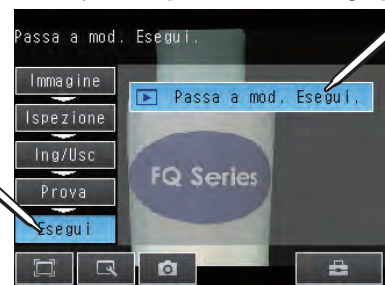 Passa a mod. Esegui.
Immagine
Passa a mod. Esegui.
Ispezione
Ing/Usc
FQ Series
Prova
Esegui